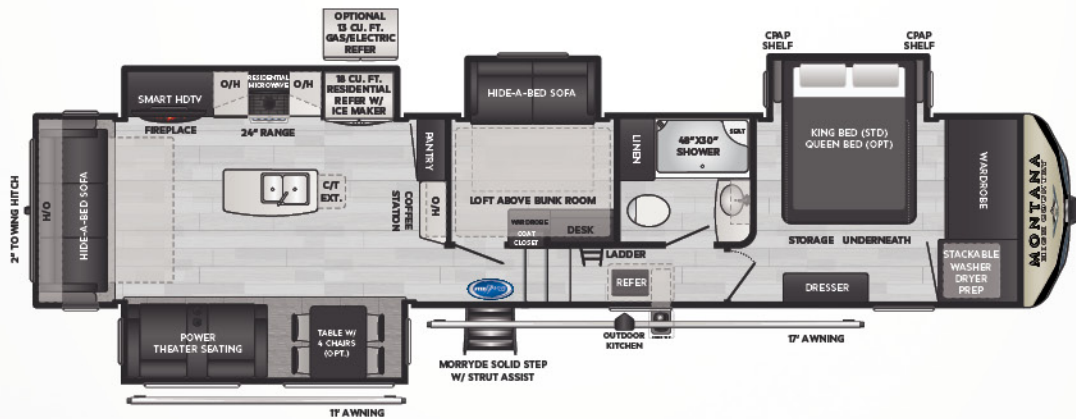 OPTIONAL
13 CU. FT.
GAS/ELECTRIC
REFER
CPAP
SHELF
CPAP
SHELF
SMART HDTV
FIREPLACE
O/H
RESIDENTIAL
MICROWAVE
O/H
24" RANGE
18 CU. FT.
RESIDENTIAL
REFER W/
ICE MAKER
HIDE-A-BED SOFA
PANTRY
LINEN
48"X30"
SHOWER
SEAT
KING BED (STD)
QUEEN BED (OPT)
WARDROBE
MONTANA
HIGH COUNTRY
2" TOWING HITCH
O/H
HIDE-A-BED SOFA
C/T
EXT.
COFFEE
STATION
O/H
LOFT ABOVE BUNK ROOM
WARDROBE
COAT
CLOSET
DESK
LADDER
STORAGE UNDERNEATH
STACKABLE
WASHER
DRYER
PREP
REFER
DRESSER
POWER
THEATER SEATING
TABLE W/
4 CHAIRS
(OPT.)
MORRYDE SOLID STEP
W/ STRUT ASSIST
OUTDOOR
KITCHEN
17' AWNING
11' AWNING